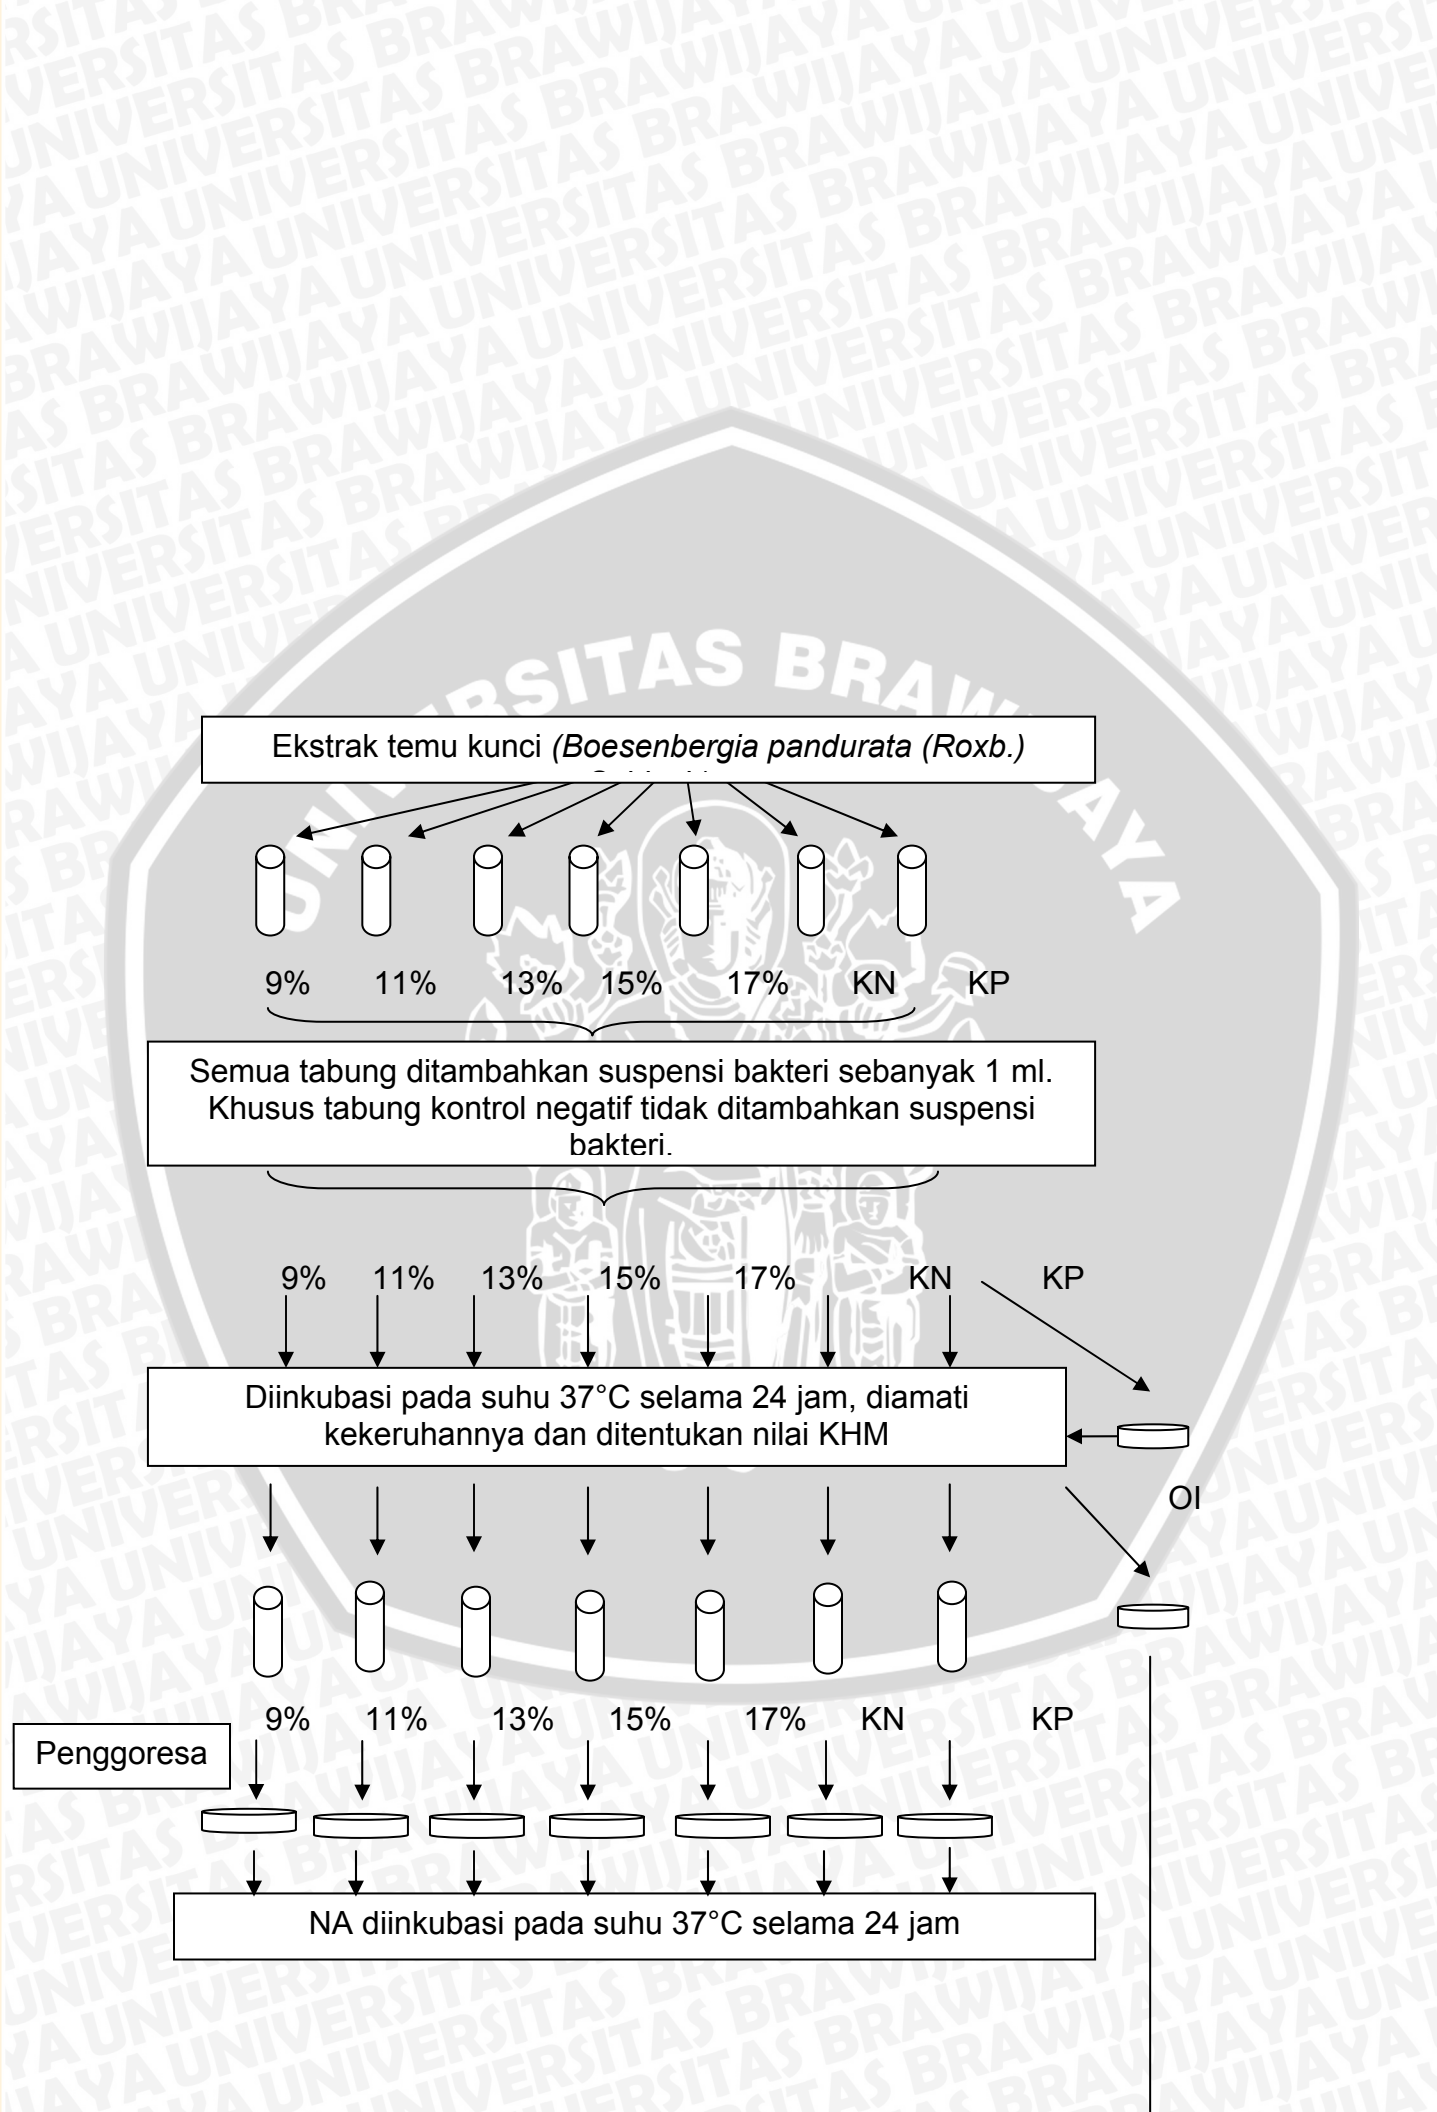 Ekstrak temu kunci (Boesenbergia pandurata (Roxb.)
9% 11% 13% 15% 17% KN KP
Semua tabung ditambahkan suspensi bakteri sebanyak 1 ml.
Khusus tabung kontrol negatif tidak ditambahkan suspensi
bakteri.
9% 11% 13% 15% 17% KN KP
Diinkubasi pada suhu 37°C selama 24 jam, diamati
kekeruhannya dan ditentukan nilai KHM
OI
9% 11% 13% 15% 17% KN KP
Penggoresa
NA diinkubasi pada suhu 37°C selama 24 jam
UNIVERSITAS BRAWIJAYA